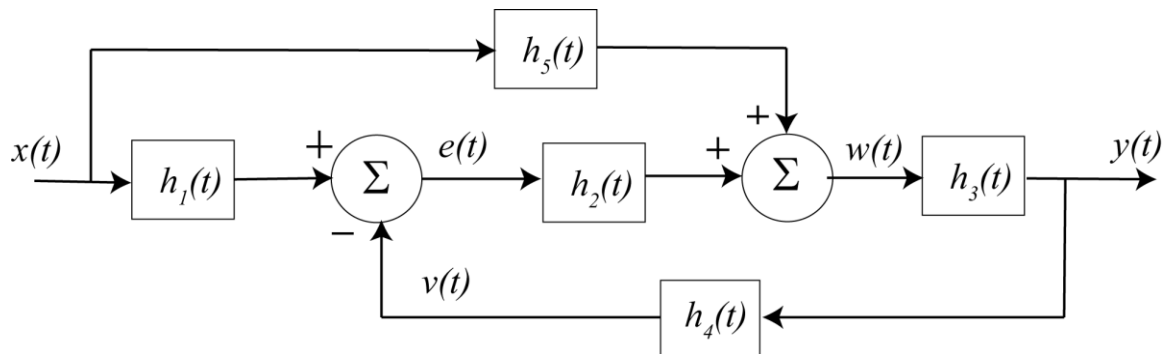 h₅(t)
+
x(t)
h₁(t)
+
Σ
−
e(t)
h₂(t)
+
Σ
w(t)
h₃(t)
y(t)
v(t)
h₄(t)